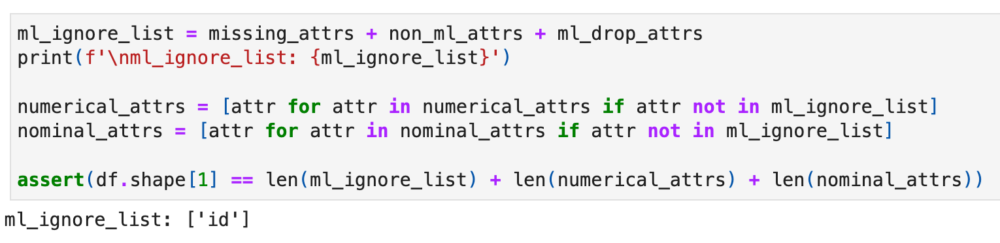 ml_ignore_list = missing_attrs + non_ml_attrs + ml_drop_attrs
print(f'\nml_ignore_list: {ml_ignore_list}')
numerical_attrs = [attr for attr in numerical_attrs if attr not in ml_ignore_list]
nominal_attrs = [attr for attr in nominal_attrs if attr not in ml_ignore_list]
assert(df.shape[1] == len(ml_ignore_list) + len(numerical_attrs) + len(nominal_attrs))
ml_ignore_list: ['id']